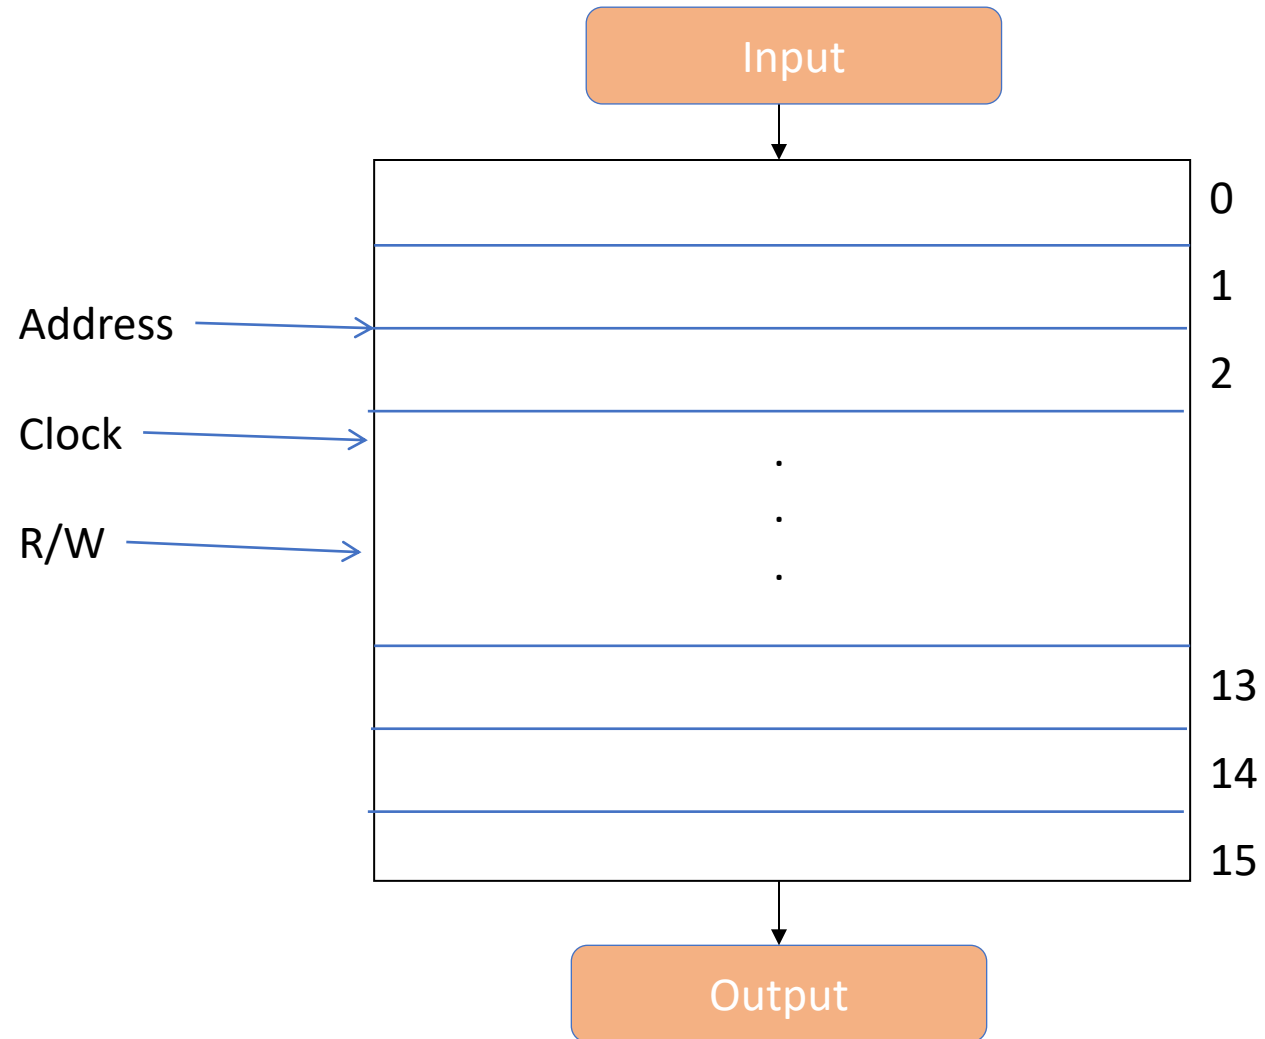 Input
0
1
Address
2
Clock
.
.
R/W
.
13
14
15
Output